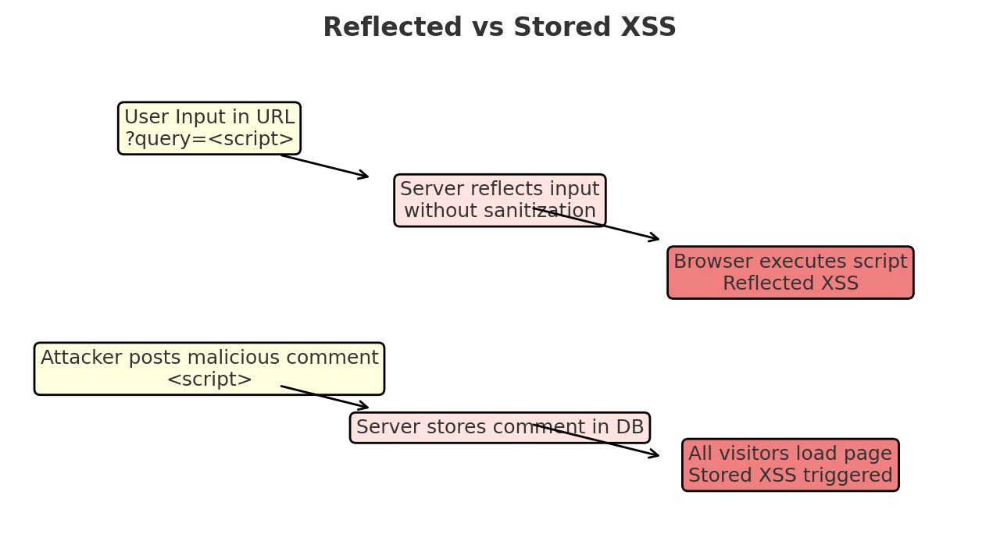 Reflected vs Stored XSS
User Input in URL
?query=<script>
Server reflects input
without sanitization
Browser executes script
Reflected XSS
Attacker posts malicious comment
<script>
Server stores comment in DB
All visitors load page
Stored XSS triggered